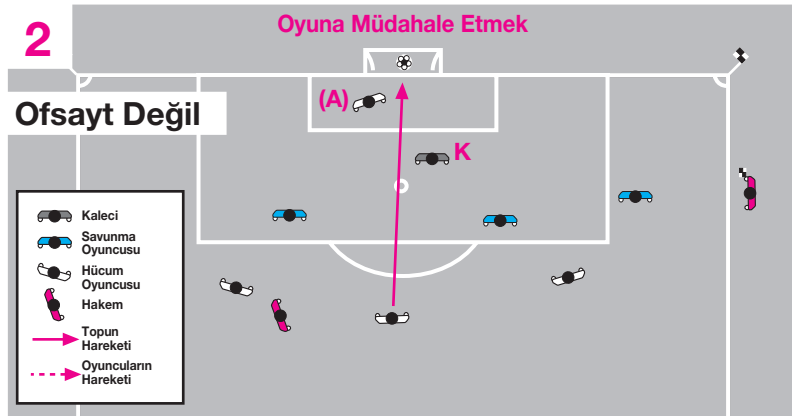 2
Oyuna Müdahale Etmek
(A)
Ofsayt Değil
K
Kaleci
Savunma
Oyuncusu
Hücum
Oyuncusu
Hakem
Topun
Hareketi
Oyuncuların
Hareketi